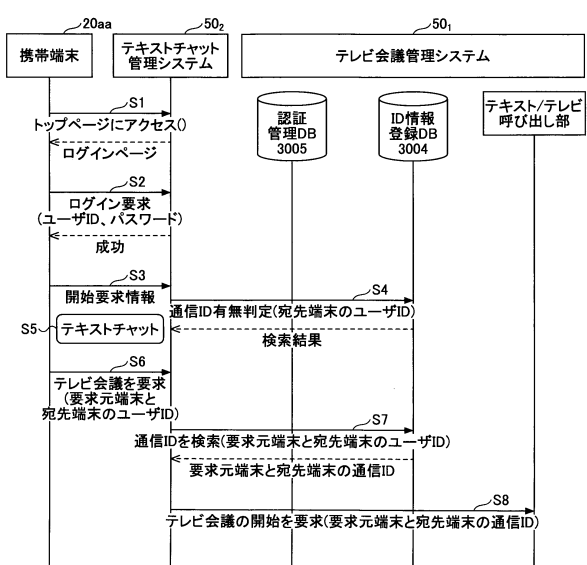 20aa
50₂
50₁
携帯端末
テキストチャット
管理システム
テレビ会議管理システム
認証
管理DB
3005
ID情報
登録DB
3004
テキスト/テレビ
呼び出し部
S1
トップページにアクセス()
ログインページ
S2
ログイン要求
(ユーザID、パスワード)
成功
S3
開始要求情報
S4
通信ID有無判定(宛先端末のユーザID)
検索結果
S5
テキストチャット
S6
テレビ会議を要求
(要求元端末と
宛先端末のユーザID)
S7
通信IDを検索(要求元端末と宛先端末のユーザID)
要求元端末と宛先端末の通信ID
S8
テレビ会議の開始を要求(要求元端末と宛先端末の通信ID)